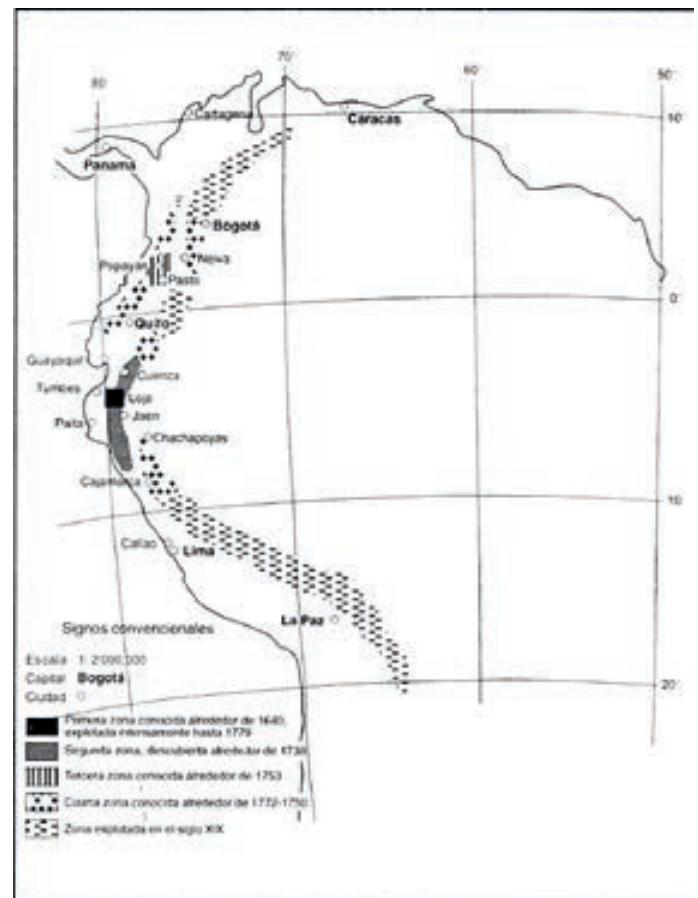 80°
70°
60°
50°
Cartagena
Caracas
10°
Panamá
Bogotá
Neiva
Popayán
Pasto
0°
Quito
Guayaquil
Cuenca
Tumbes
Loja
Jaen
Paita
Chachapoyas
Cajamarca
10
Callao
Lima
La Paz
Signos convencionales
Escala 1: 2'000,000
20°
Capital Bogotá
Ciudad
Primera zona conocida alrededor de 1640,
explotada intensamente hasta 1779
Segunda zona, descubierta alrededor de 1738
Tercera zona conocida alrededor de 1753
Cuarta zona conocida alrededor de
Zona explotada en el siglo XIX